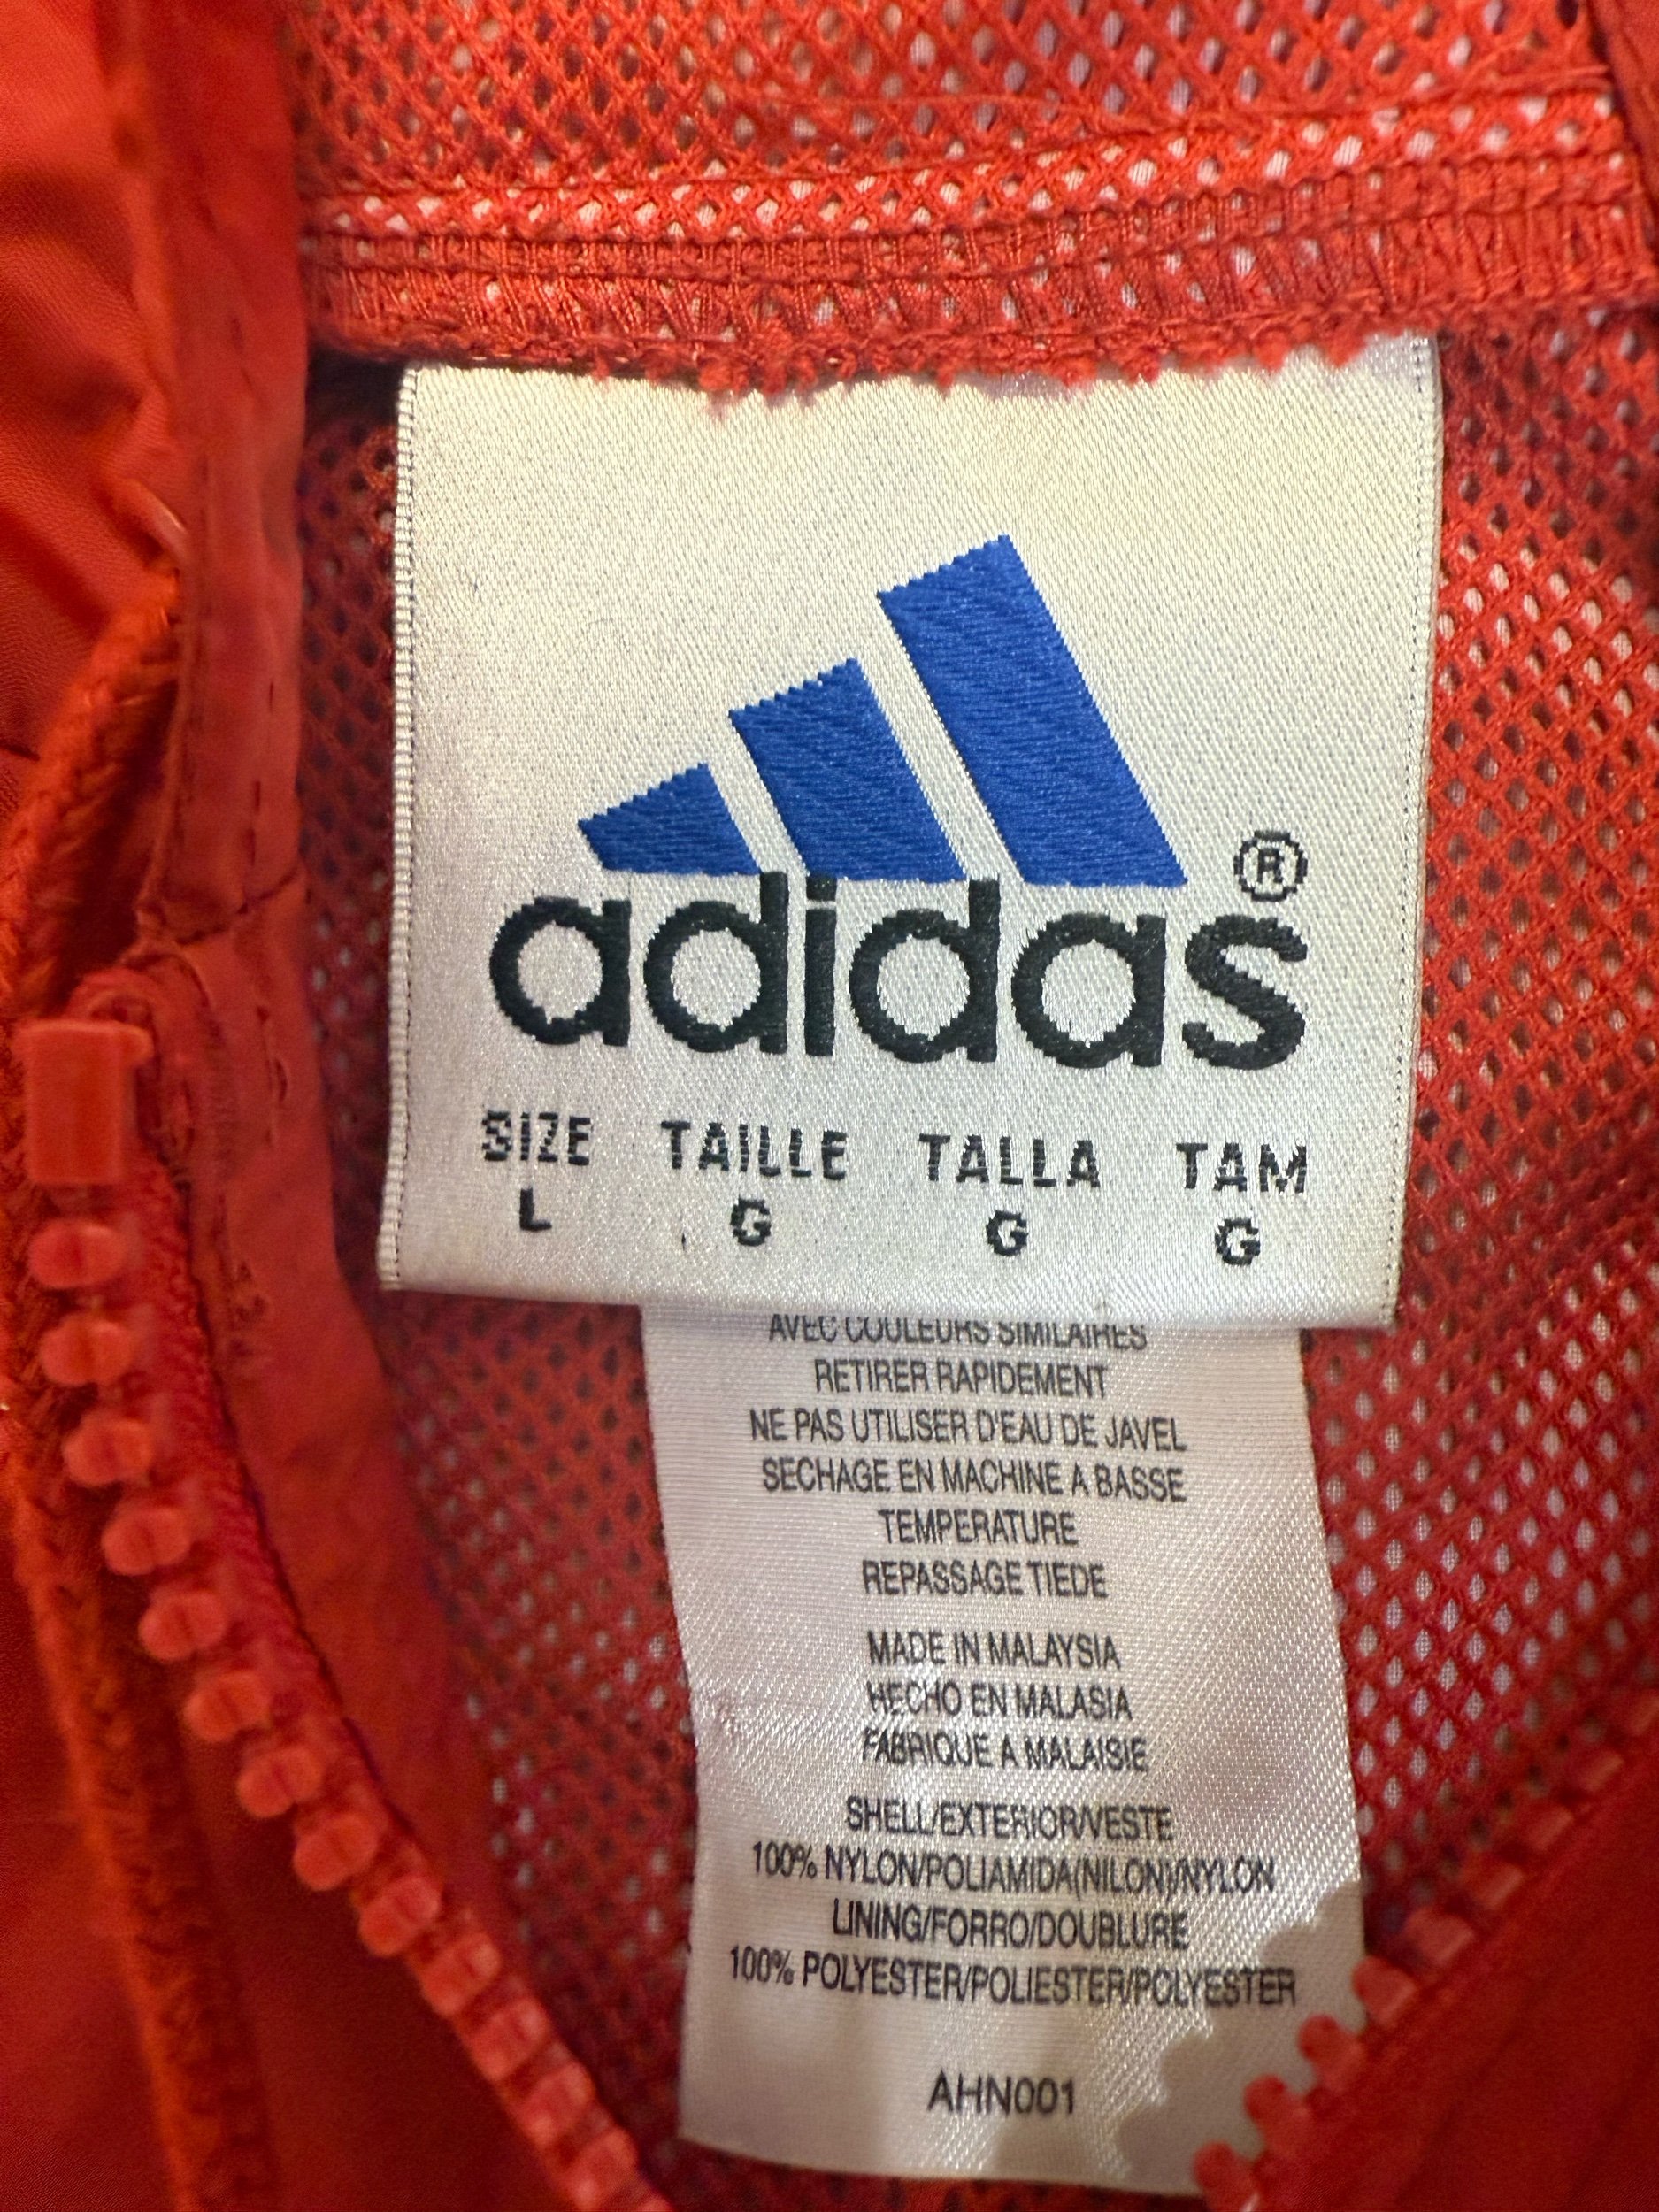 adidas®
SIZE TAILLE TALLA TAM
L G G G
AVEC COULEURS SIMILAIRES
RETIRER RAPIDEMENT
NE PAS UTILISER D'EAU DE JAVEL
SECHAGE EN MACHINE A BASSE
TEMPERATURE
REPASSAGE TIEDE
MADE IN MALAYSIA
HECHO EN MALASIA
FABRIQUE A MALAISIE
SHELL/EXTERIOR/VESTE
100% NYLON/POLIAMIDA(NILON)/NYLON
LINING/FORRO/DOUBLURE
100% POLYESTER/POLIESTER/POLYESTER
AHN001